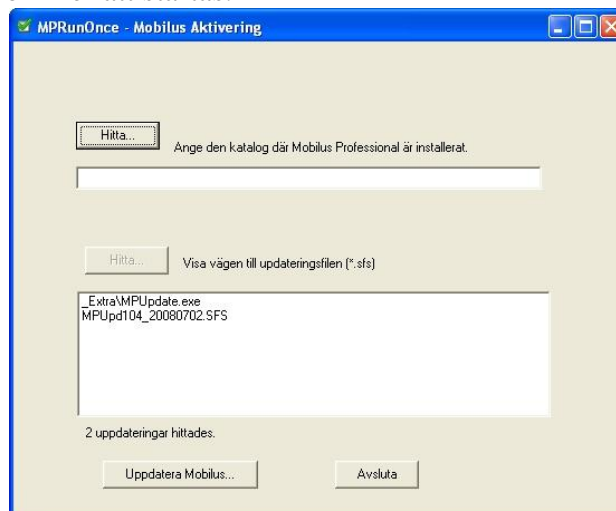 MPRunOnce - Mobilus Aktivering
Hitta...
Ange den katalog där Mobilus Professional är installerat.
Hitta...
Visa vägen till updateringsfilen (*.sfs)
_Extra\MPUpdate.exe
MPUpd104_20080702.SFS
2 uppdateringar hittades.
Uppdatera Mobilus...
Avsluta